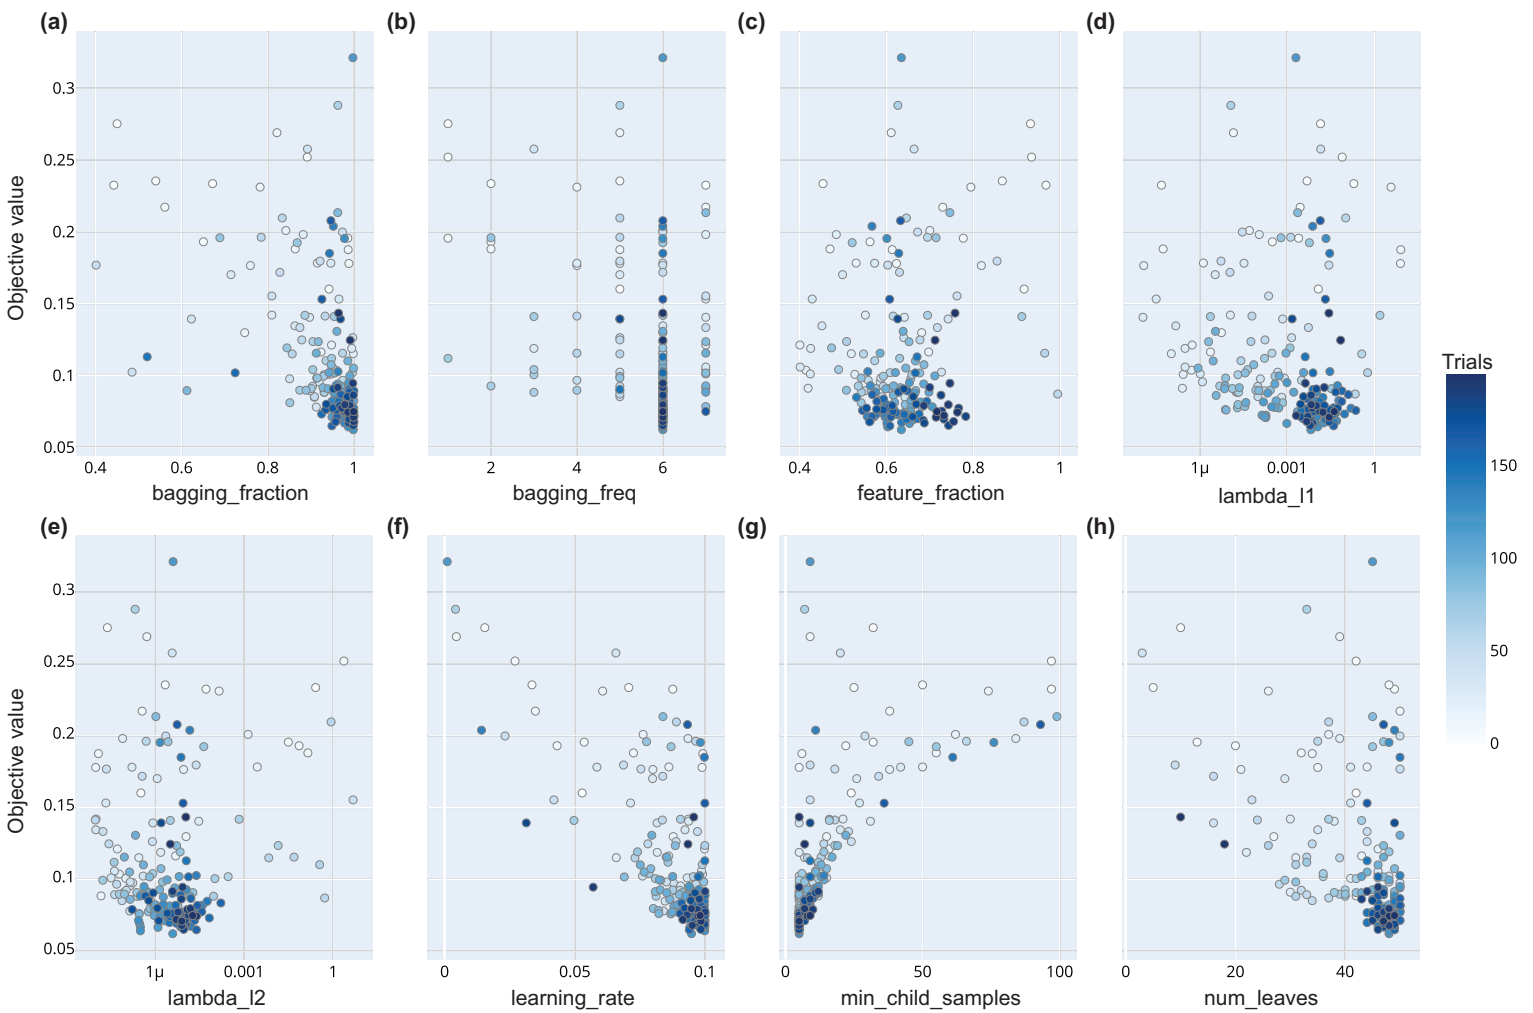 (a) (b) (c) (d)
Objective value
0.3
0.25
0.2
0.15
0.1
0.05
0.4 0.6 0.8 1
2 4 6
0.4 0.6 0.8 1
1μ 0.001 1
bagging_fraction bagging_freq feature_fraction lambda_l1
Trials
150
100
50
0
(e) (f) (g) (h)
Objective value
0.3
0.25
0.2
0.15
0.1
0.05
1μ 0.001 1
0 0.05 0.1
0 50 100
0 20 40
lambda_l2 learning_rate min_child_samples num_leaves